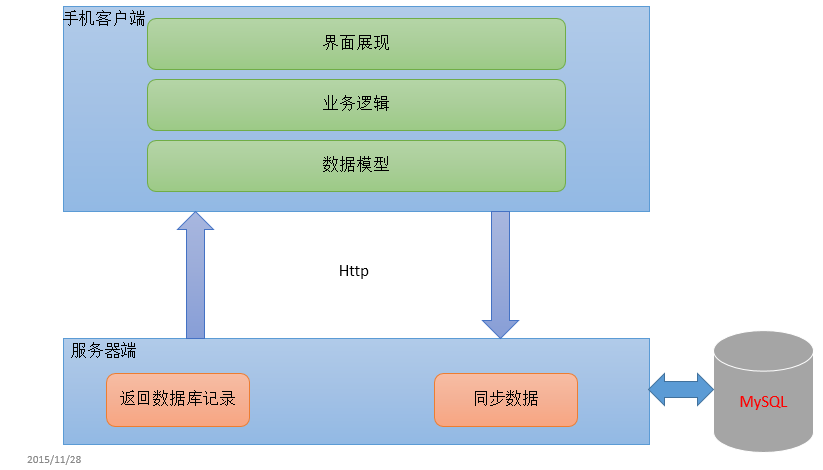 手机客户端
界面展现
业务逻辑
数据模型
Http
服务器端
返回数据库记录
同步数据
MySQL
2015/11/28